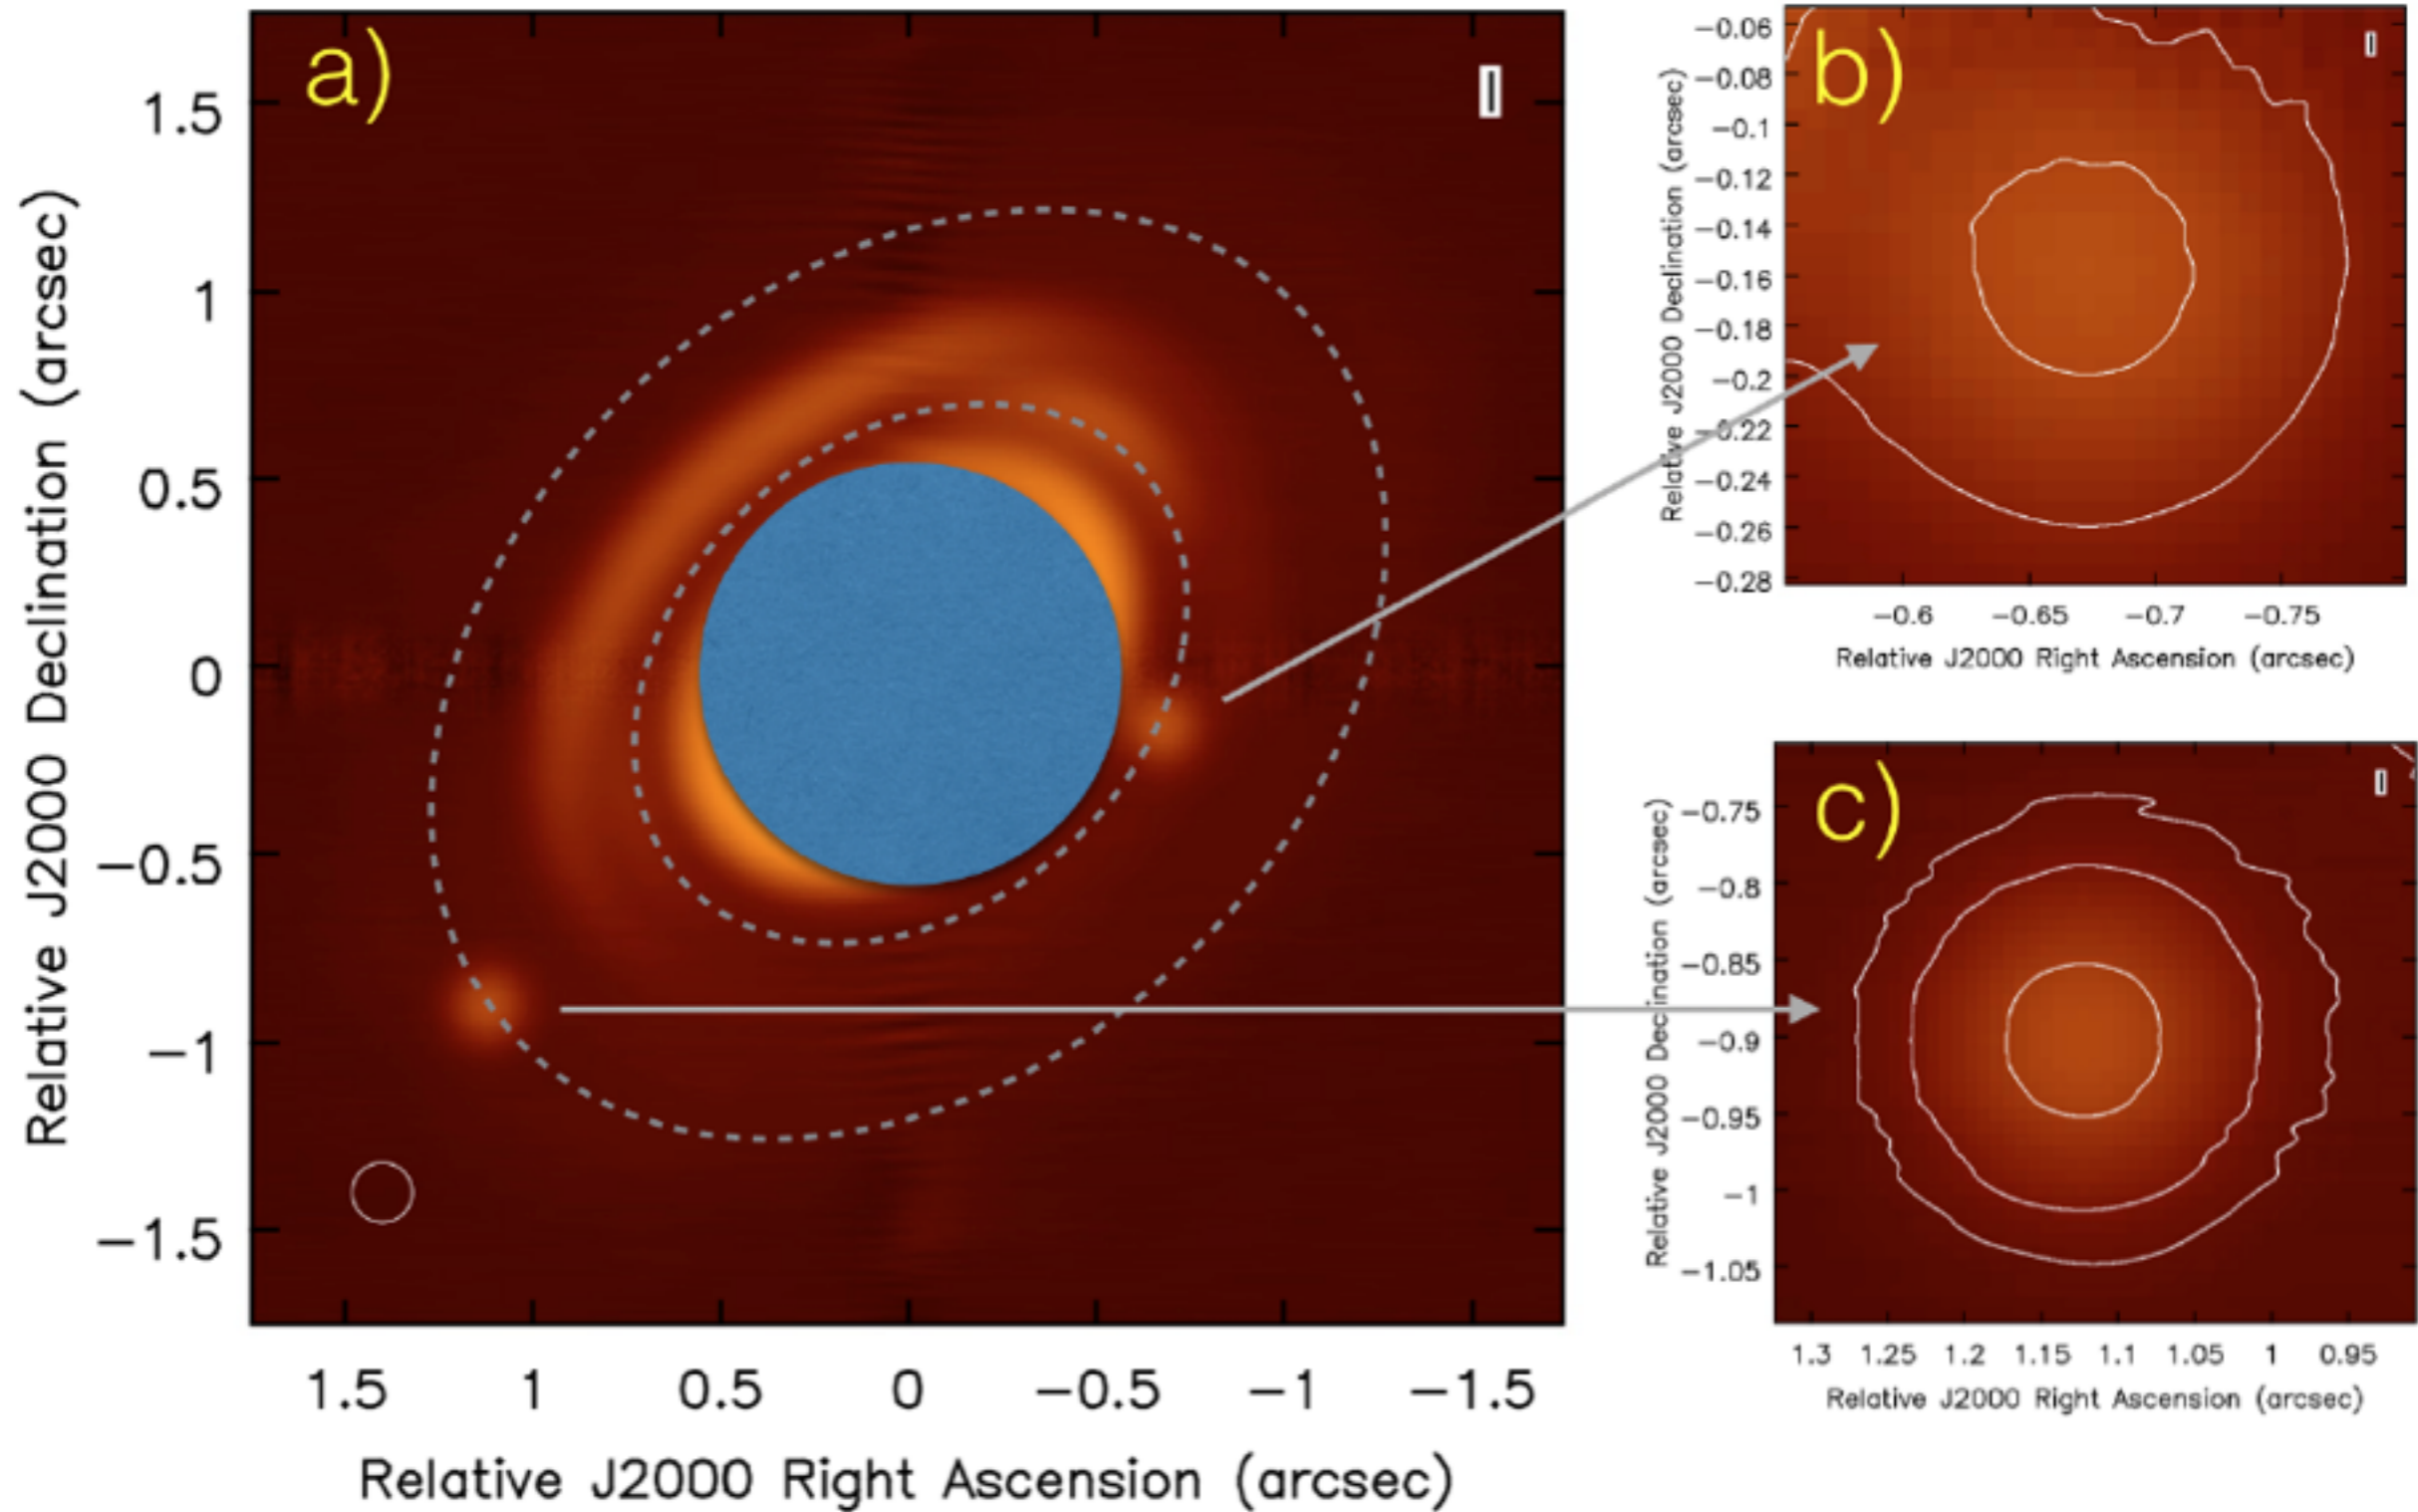 a)
Relative J2000 Declination (arcsec)
1.5
1
0.5
0
−0.5
−1
−1.5
1.5 1 0.5 0 −0.5 −1 −1.5
Relative J2000 Right Ascension (arcsec)
b)
Relative J2000 Declination (arcsec)
−0.06
−0.08
−0.1
−0.12
−0.14
−0.16
−0.18
−0.2
−0.22
−0.24
−0.26
−0.28
−0.6 −0.65 −0.7 −0.75
Relative J2000 Right Ascension (arcsec)
c)
Relative J2000 Declination (arcsec)
−0.75
−0.8
−0.85
−0.9
−0.95
−1
−1.05
1.3 1.25 1.2 1.15 1.1 1.05 1 0.95
Relative J2000 Right Ascension (arcsec)